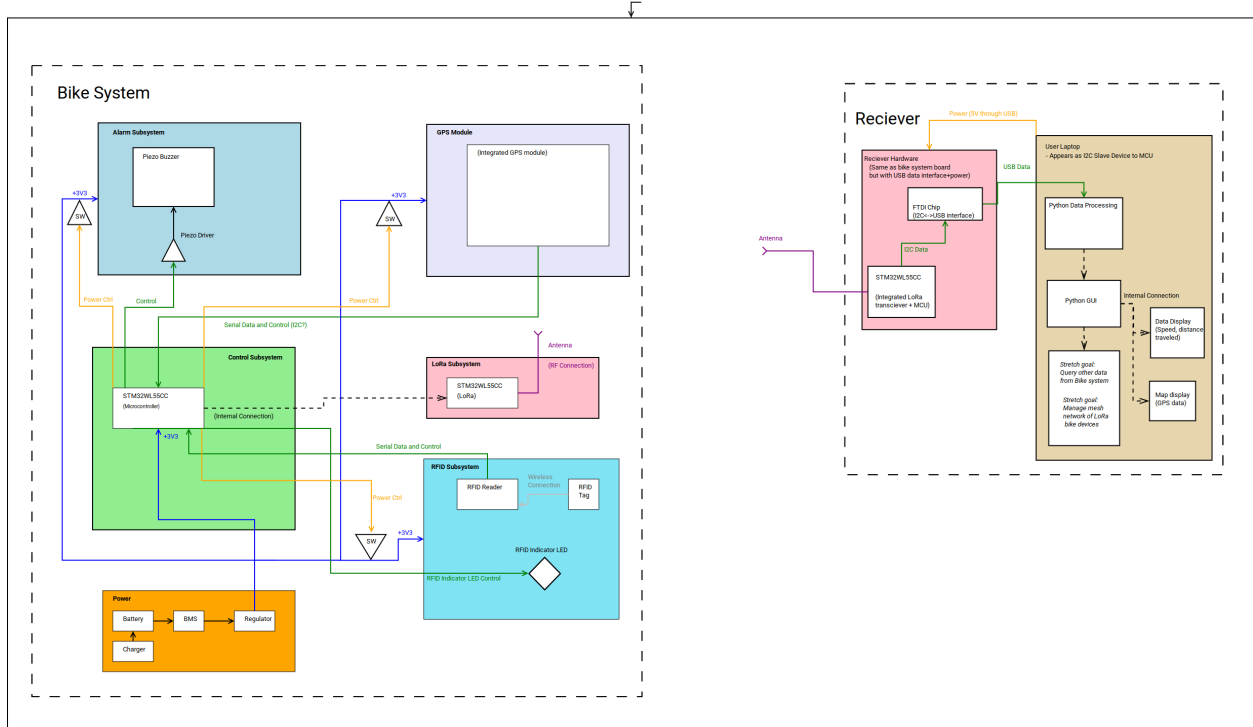 Bike System
Alarm Subsystem
Piezo Buzzer
+3V3
SW
Piezo Driver
Power Ctrl
Control
GPS Module
(Integrated GPS module)
+3V3
SW
Power Ctrl
Serial Data and Control (I2C?)
Control Subsystem
STM32WL55CC
(Microcontroller)
(Internal Connection)
+3V3
Antenna
LoRa Subsystem
(RF Connection)
STM32WL55CC
(LoRa)
Serial Data and Control
RFID Subsystem
RFID Reader
Wireless
Connection
RFID
Tag
Power Ctrl
SW
+3V3
RFID Indicator LED
RFID Indicator LED Control
Power
Battery
BMS
Regulator
Charger
Reciever
Power (5V through USB)
Reciever Hardware
(Same as bike system board
but with USB data interface+power)
FTDI Chip
(I2C<->USB interface)
I2C Data
USB Data
Antenna
STM32WL55CC
(Integrated LoRa
transciever + MCU)
User Laptop
- Appears as I2C Slave Device to MCU
Python Data Processing
Python GUI
Internal Connection
Data Display
(Speed, distance
traveled)
Stretch goal:
Query other data
from Bike system
Stretch goal:
Manage mesh
network of LoRa
bike devices
Map display
(GPS data)